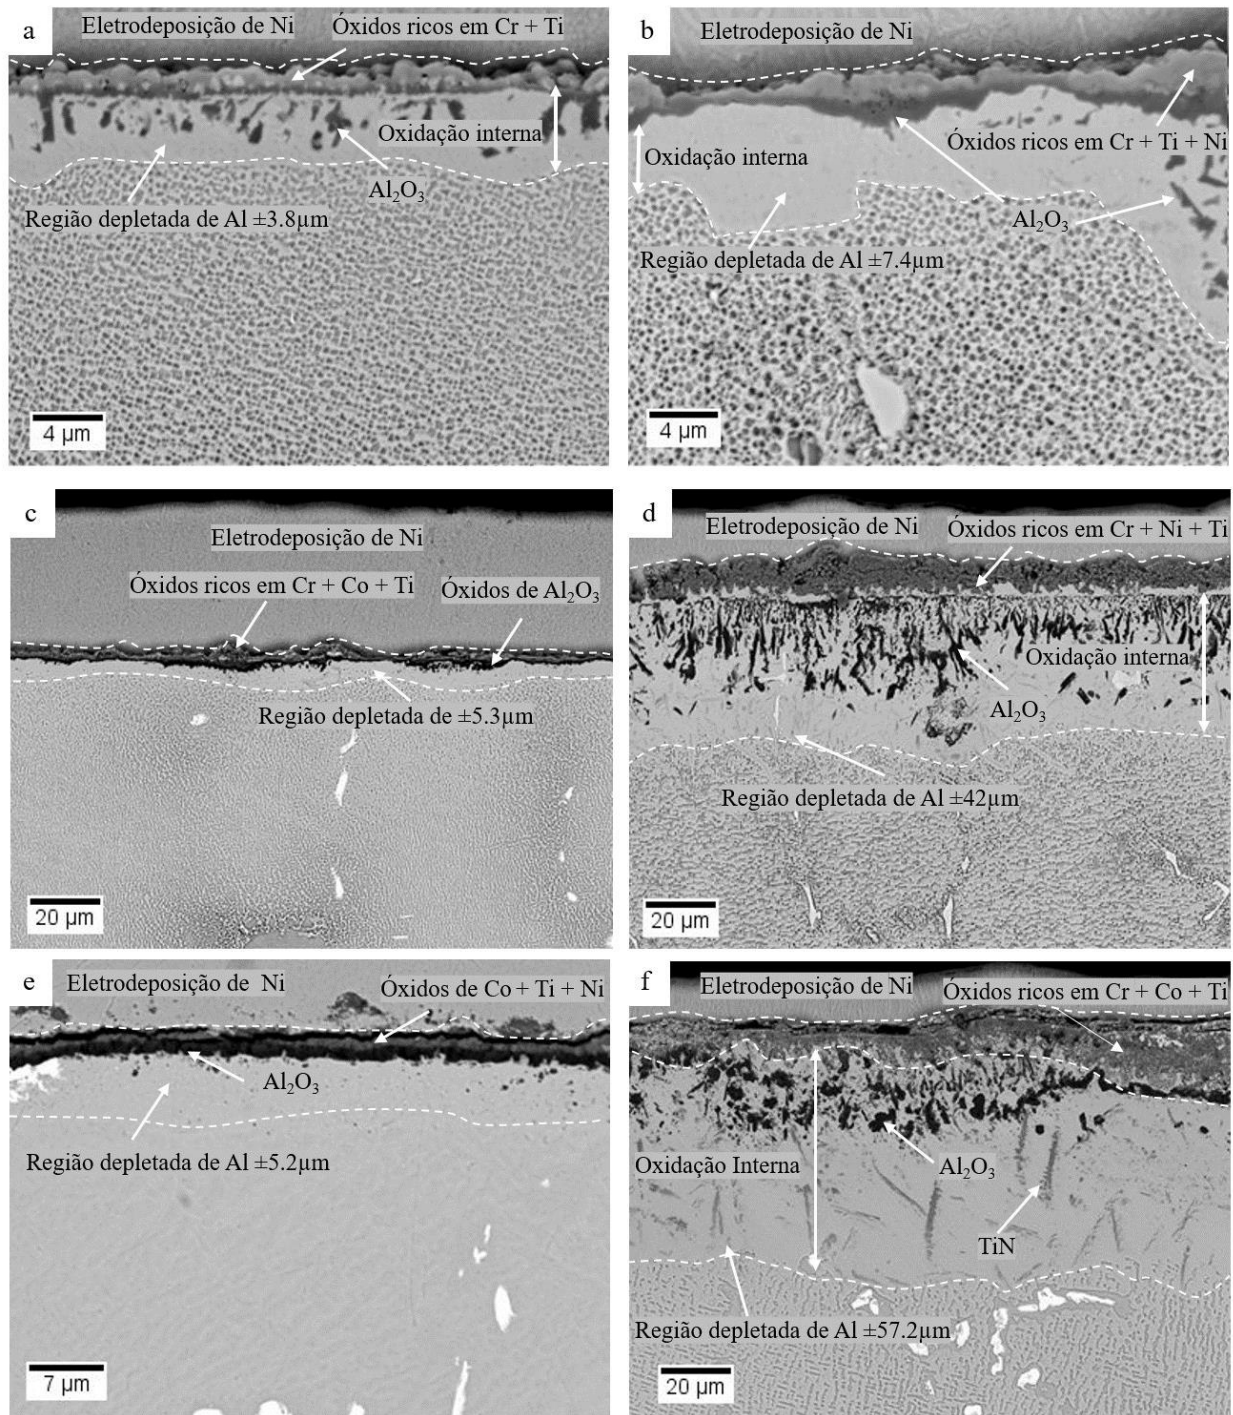 a
Eletrodeposição de Ni
Óxidos ricos em Cr + Ti
Oxidação interna
Al₂O₃
Região depletada de Al ±3.8µm
4 µm
b
Eletrodeposição de Ni
Óxidos ricos em Cr + Ti + Ni
Oxidação interna
Al₂O₃
Região depletada de Al ±7.4µm
4 µm
c
Eletrodeposição de Ni
Óxidos ricos em Cr + Co + Ti
Óxidos de Al₂O₃
Região depletada de ±5.3µm
20 µm
d
Eletrodeposição de Ni
Óxidos ricos em Cr + Ni + Ti
Oxidação interna
Al₂O₃
Região depletada de Al ±42µm
20 µm
e
Eletrodeposição de Ni
Óxidos de Co + Ti + Ni
Al₂O₃
Região depletada de Al ±5.2µm
7 µm
f
Eletrodeposição de Ni
Óxidos ricos em Cr + Co + Ti
Oxidação Interna
Al₂O₃
TiN
Região depletada de Al ±57.2µm
20 µm